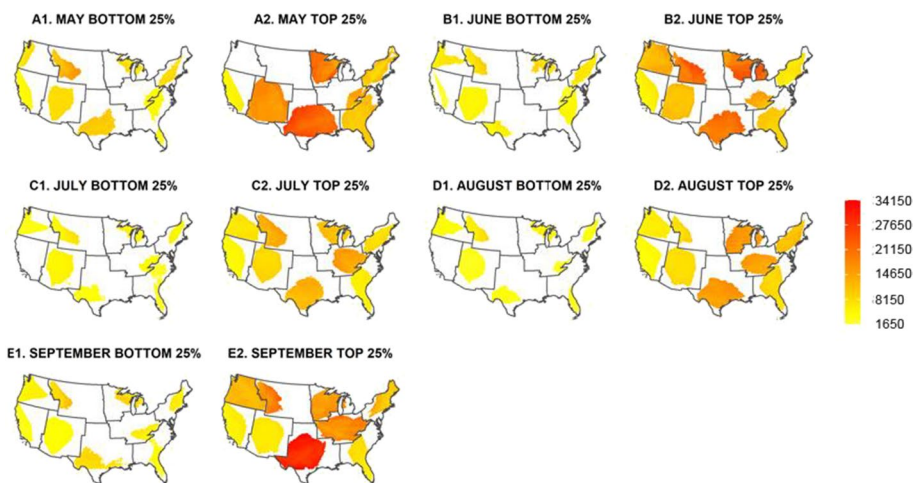 A1. MAY BOTTOM 25%
A2. MAY TOP 25%
B1. JUNE BOTTOM 25%
B2. JUNE TOP 25%
C1. JULY BOTTOM 25%
C2. JULY TOP 25%
D1. AUGUST BOTTOM 25%
D2. AUGUST TOP 25%
34150
27650
21150
14650
8150
1650
E1. SEPTEMBER BOTTOM 25%
E2. SEPTEMBER TOP 25%